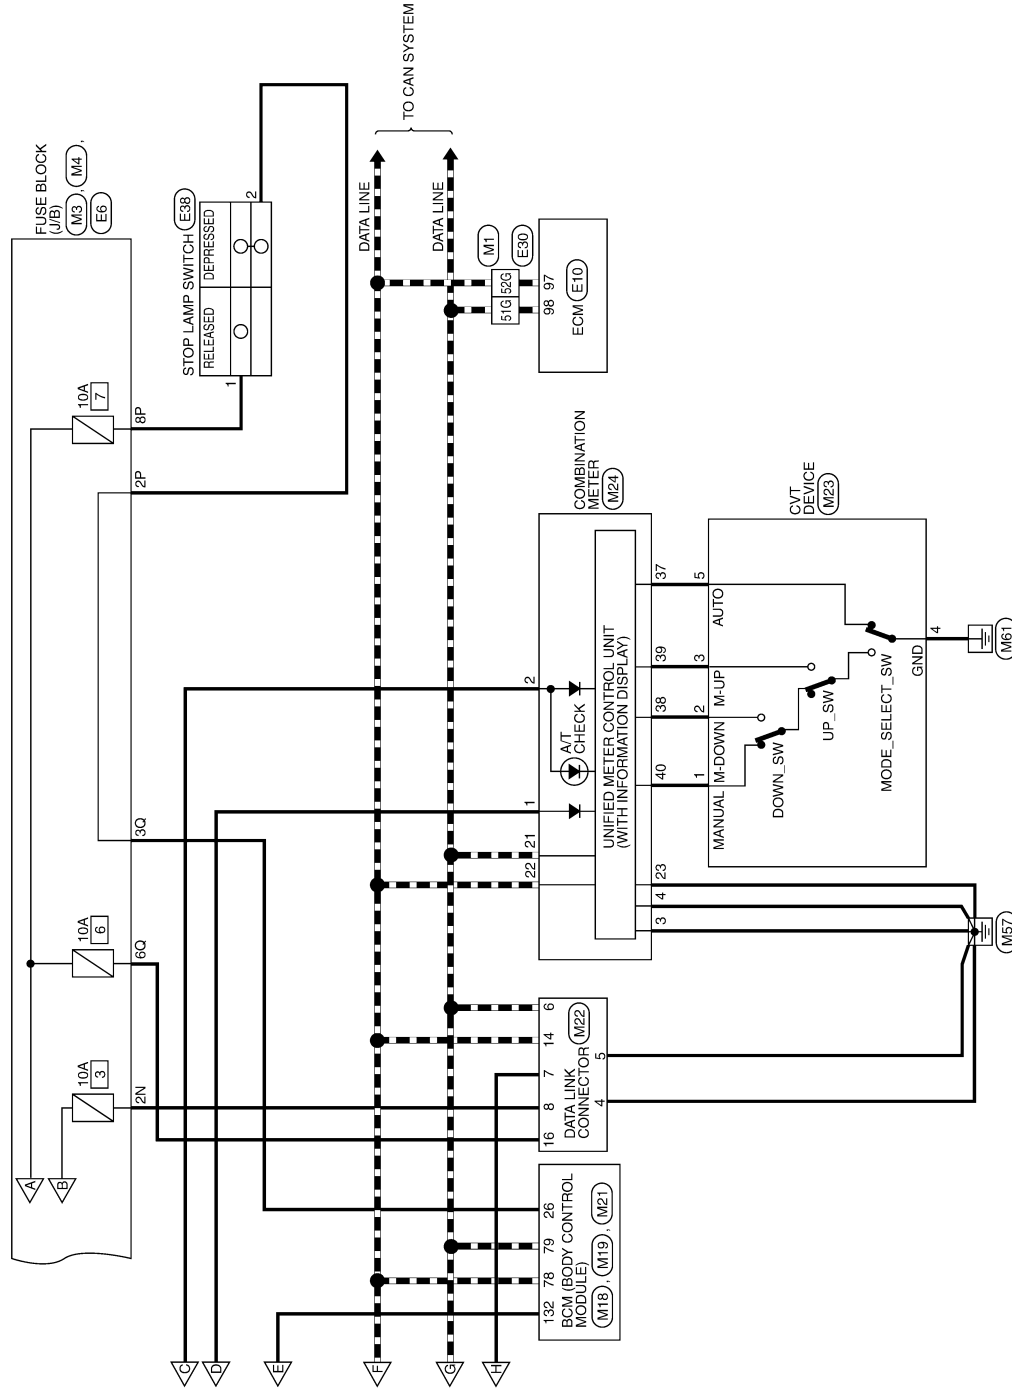 FUSE BLOCK
(J/B)
M3 , M4 ,
E6
A
B
10A
3
2N
10A
6
6Q
3Q
2P
10A
7
8P
STOP LAMP SWITCH E38
RELEASED DEPRESSED
1
2
C
D
E
F
G
H
DATA LINE
DATA LINE
TO CAN SYSTEM
132 78 79 26
BCM (BODY CONTROL
MODULE)
M18 , M19 , M21
16 8 7 14 6
DATA LINK
CONNECTOR M22
4 5
22 21 1 2
COMBINATION
METER
M24
A/T
CHECK
UNIFIED METER CONTROL UNIT
(WITH INFORMATION DISPLAY)
3 4 23 40 38 39 37
51G 52G
M1
E30
98 97
ECM E10
1 2 3 5
CVT
DEVICE
M23
MANUAL M-DOWN M-UP AUTO
DOWN_SW
UP_SW
MODE_SELECT_SW
GND
4
M57
M61